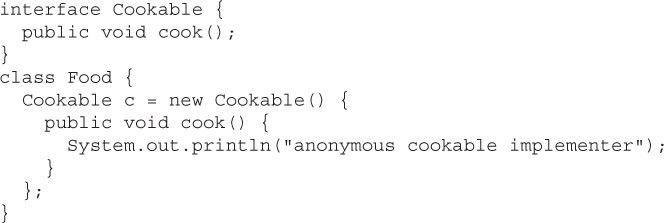 interface Cookable {
  public void cook();
}
class Food {
  Cookable c = new Cookable() {
    public void cook() {
      System.out.println("anonymous cookable implementer");
    }
  };
}